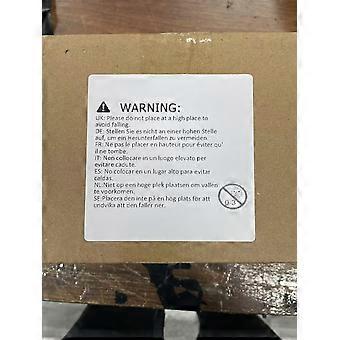 WARNING:
UK: Please do not place at a high place to
avoid falling.
DE: Stellen Sie es nicht an einer hohen Stelle
auf, um ein Herunterfallen zu vermeiden.
FR: Ne pas le placer en hauteur pour éviter qu'
il ne tombe.
IT: Non collocare in un luogo elevato per
evitare cadute.
ES: No colocar en un lugar alto para evitar
caídas.
NL:Niet op een hoge plek plaatsen om vallen
te voorkomen.
SE:Placera den inte på en hög plats för att
undvika att den faller ner.
0-3